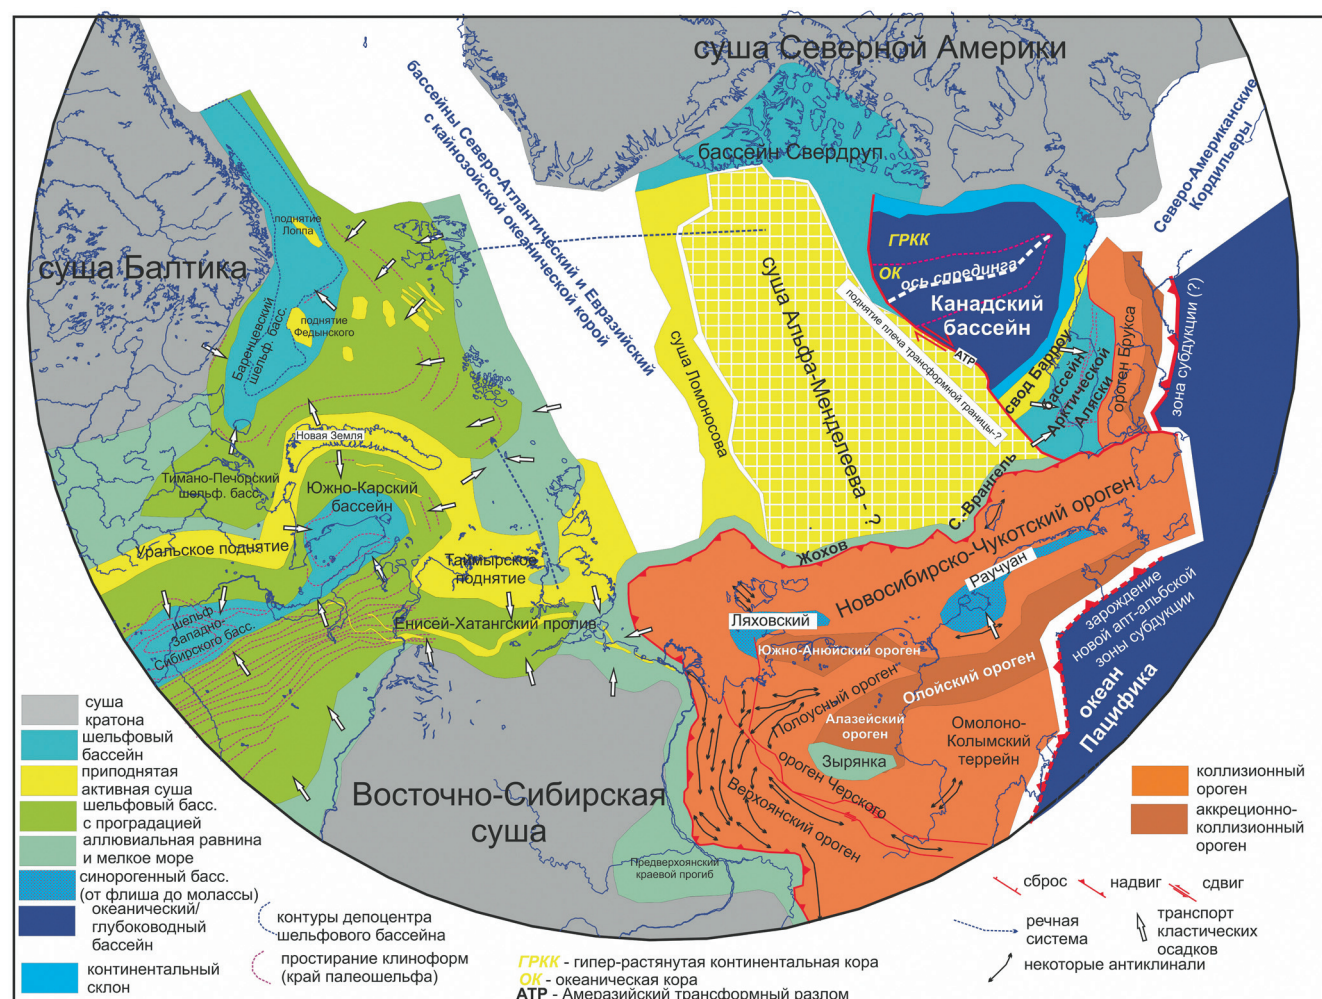 суша Северной Америки
бассейны Северо-Атлантический и Евразийский
с кайнозойской океанической корой
Северо-Американские
Кордильеры
бассейн Свердруп
поднятие
Лоппа
суша Балтика
ГРКК
ОК
ось спрединга
Канадский
бассейн
зона субдукции (?)
Баренцевский
шельф. басс.
поднятие
Федынского
суша Ломоносова
суша Альфа-Менделеева - ?
поднятие плеча трансформной границы-?
АТР
свод Барроу
бассейн
Арктической
Аляски
ороген Брукса
Новая Земля
Тимано-Печорский
шельф. басс.
Южно-Карский
бассейн
С.-Врангель
Уральское поднятие
Таймырское
поднятие
Жохов
Новосибирско-Чукотский ороген
Раучуан
шельф
Западно-
Сибирского басс.
Енисей-Хатангский пролив
Ляховский
Южно-Анюйский ороген
зарождение
новой апт-альбской
зоны субдукции
океан
Пацифика
Полоусный ороген
Олойский ороген
Алазейский
ороген
Омолоно-
Колымский
террейн
Зырянка
ороген Черского
Верхоянский ороген
Восточно-Сибирская
суша
Предверхоянский
краевой прогиб
суша
кратона
шельфовый
бассейн
приподнятая
активная суша
шельфовый басс.
с проградацией
аллювиальная равнина
и мелкое море
синорогенный басс.
(от флиша до молассы)
океанический/
глубоководный
бассейн
континентальный
склон
контуры депоцентра
шельфового бассейна
простирание клиноформ
(край палеошельфа)
ГРКК - гипер-растянутая континентальная кора
ОК - океаническая кора
АТР - Амеразийский трансформный разлом
коллизионный
ороген
аккреционно-
коллизионный
ороген
сброс
надвиг
сдвиг
речная
система
транспорт
кластических
осадков
некоторые антиклинали